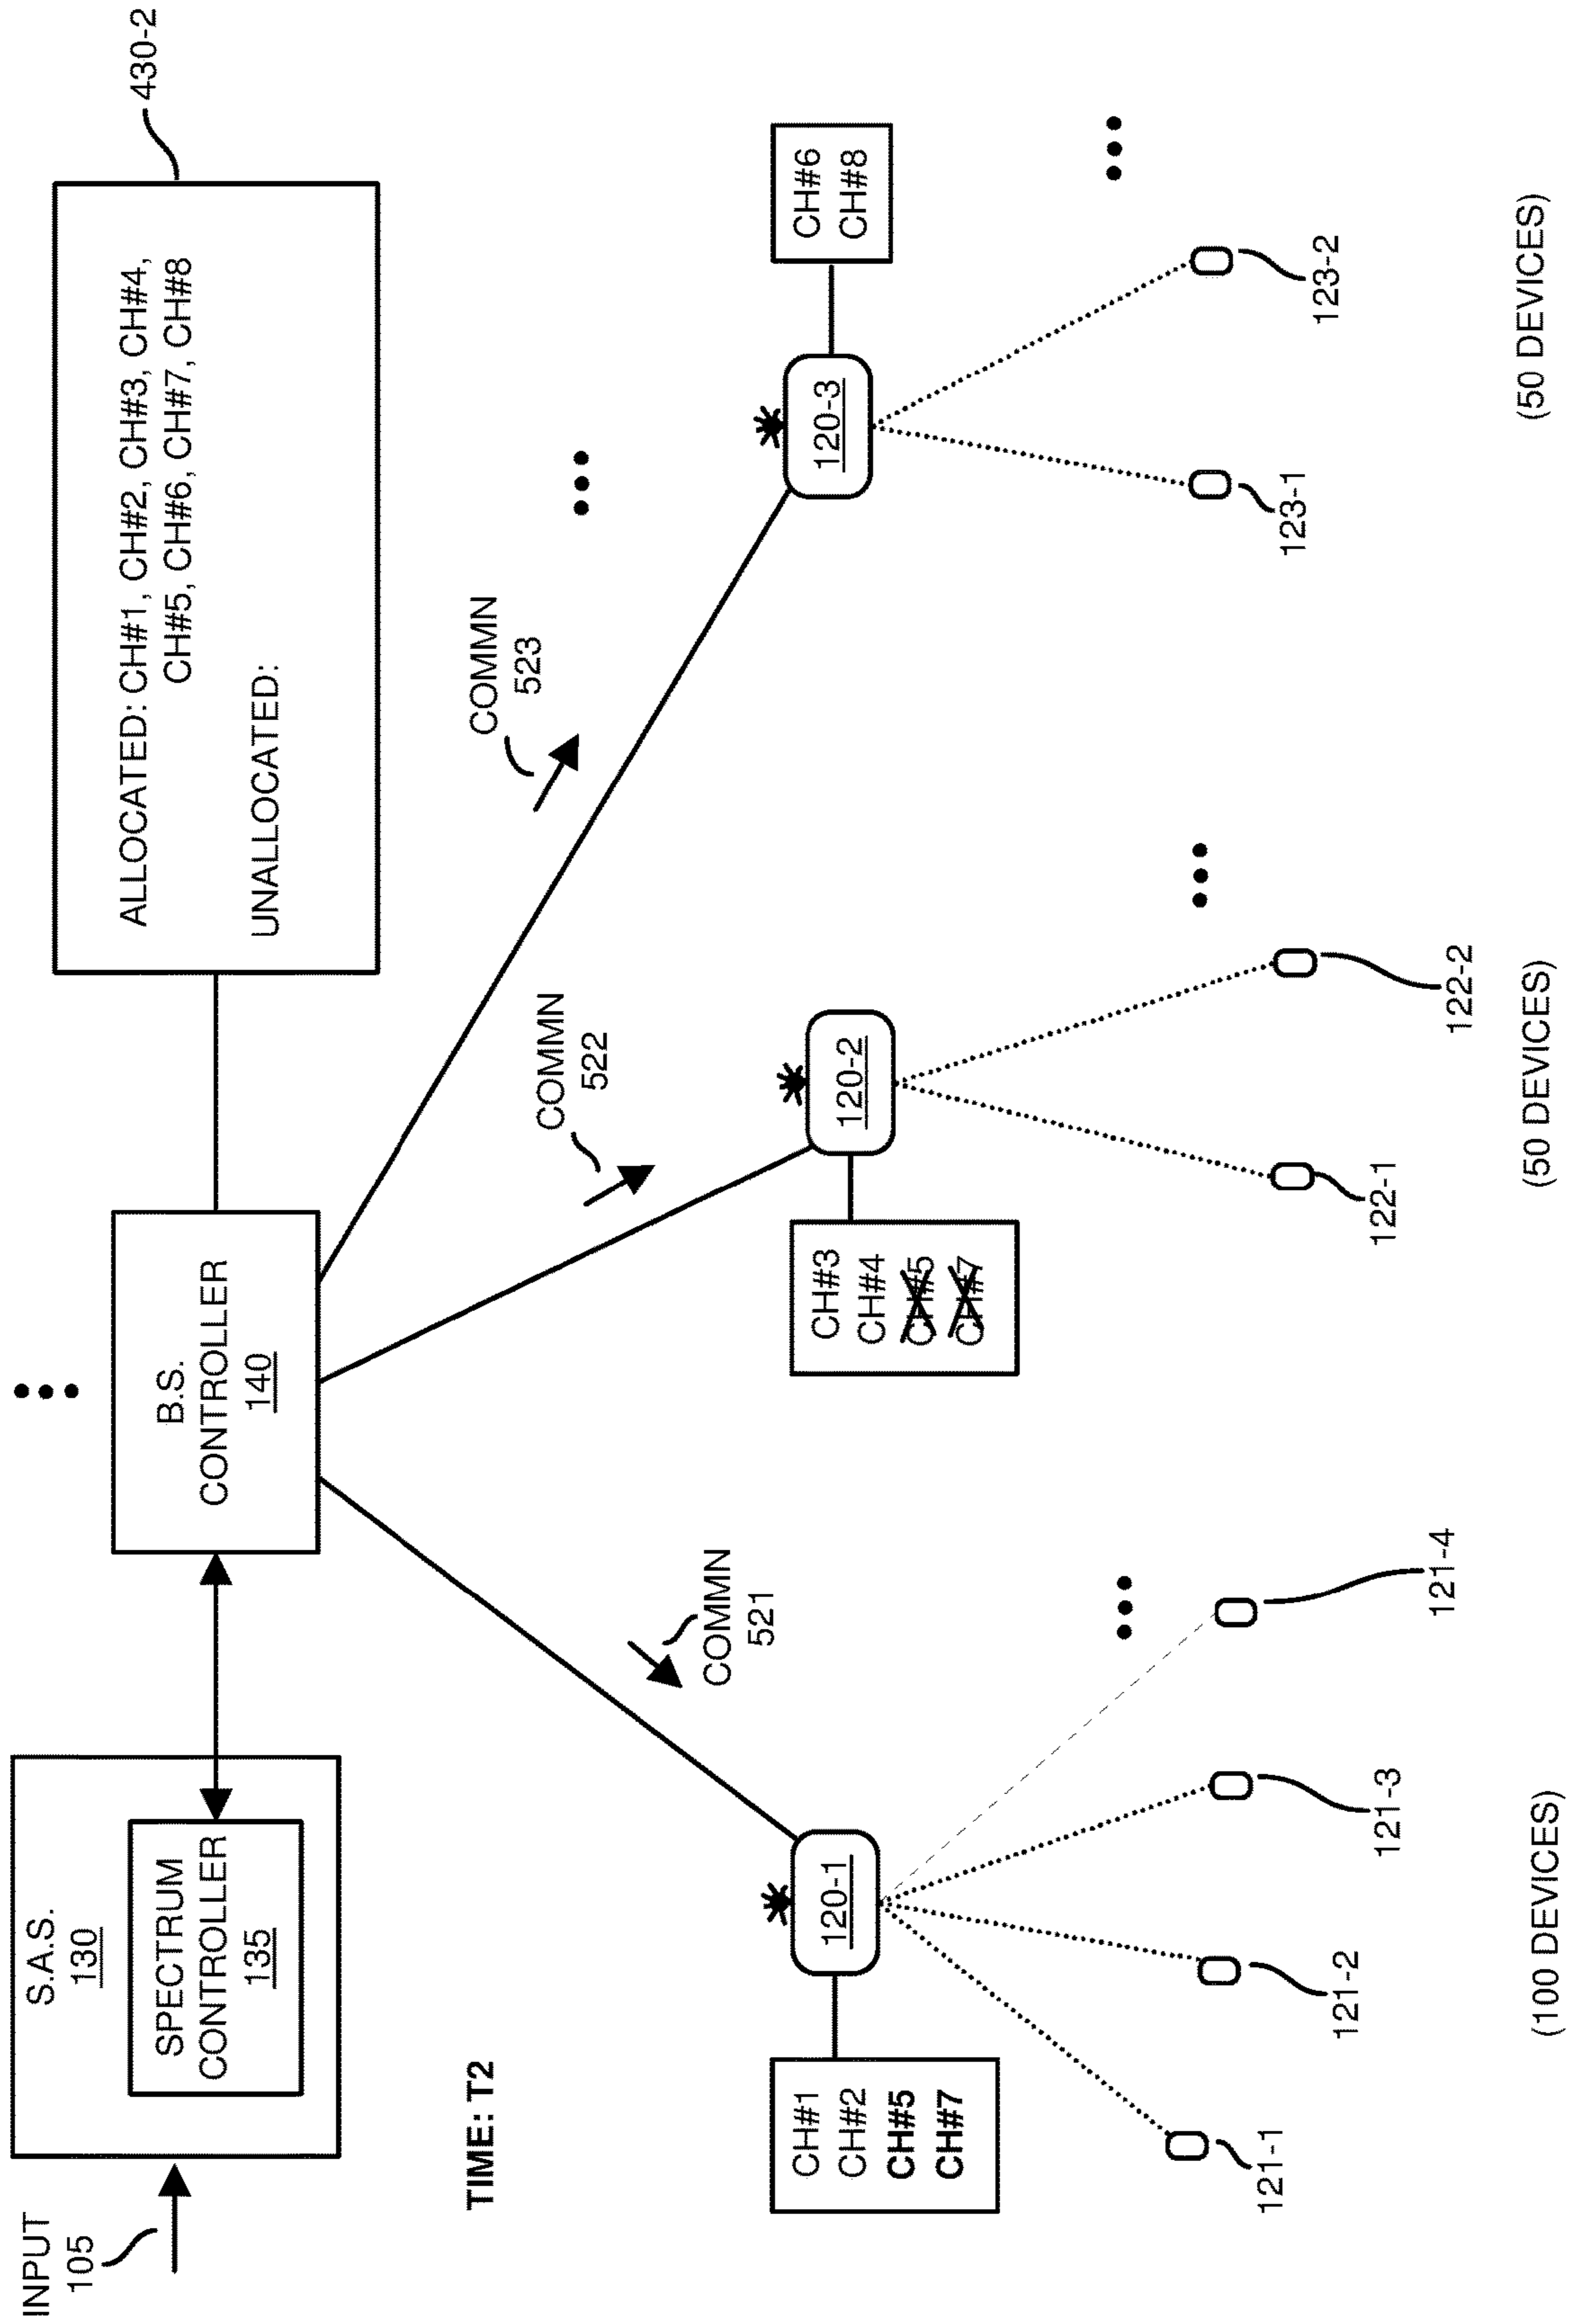 INPUT
105
S.A.S.
130
SPECTRUM
CONTROLLER
135
B.S.
CONTROLLER
140
ALLOCATED: CH#1, CH#2, CH#3, CH#4,
CH#5, CH#6, CH#7, CH#8
UNALLOCATED:
430-2
TIME: T2
COMMN
521
COMMN
522
COMMN
523
CH#1
CH#2
CH#5
CH#7
120-1
CH#3
CH#4
CH#5
CH#7
120-2
120-3
CH#6
CH#8
121-1
121-2
121-3
121-4
122-1
122-2
123-1
123-2
(100 DEVICES)
(50 DEVICES)
(50 DEVICES)